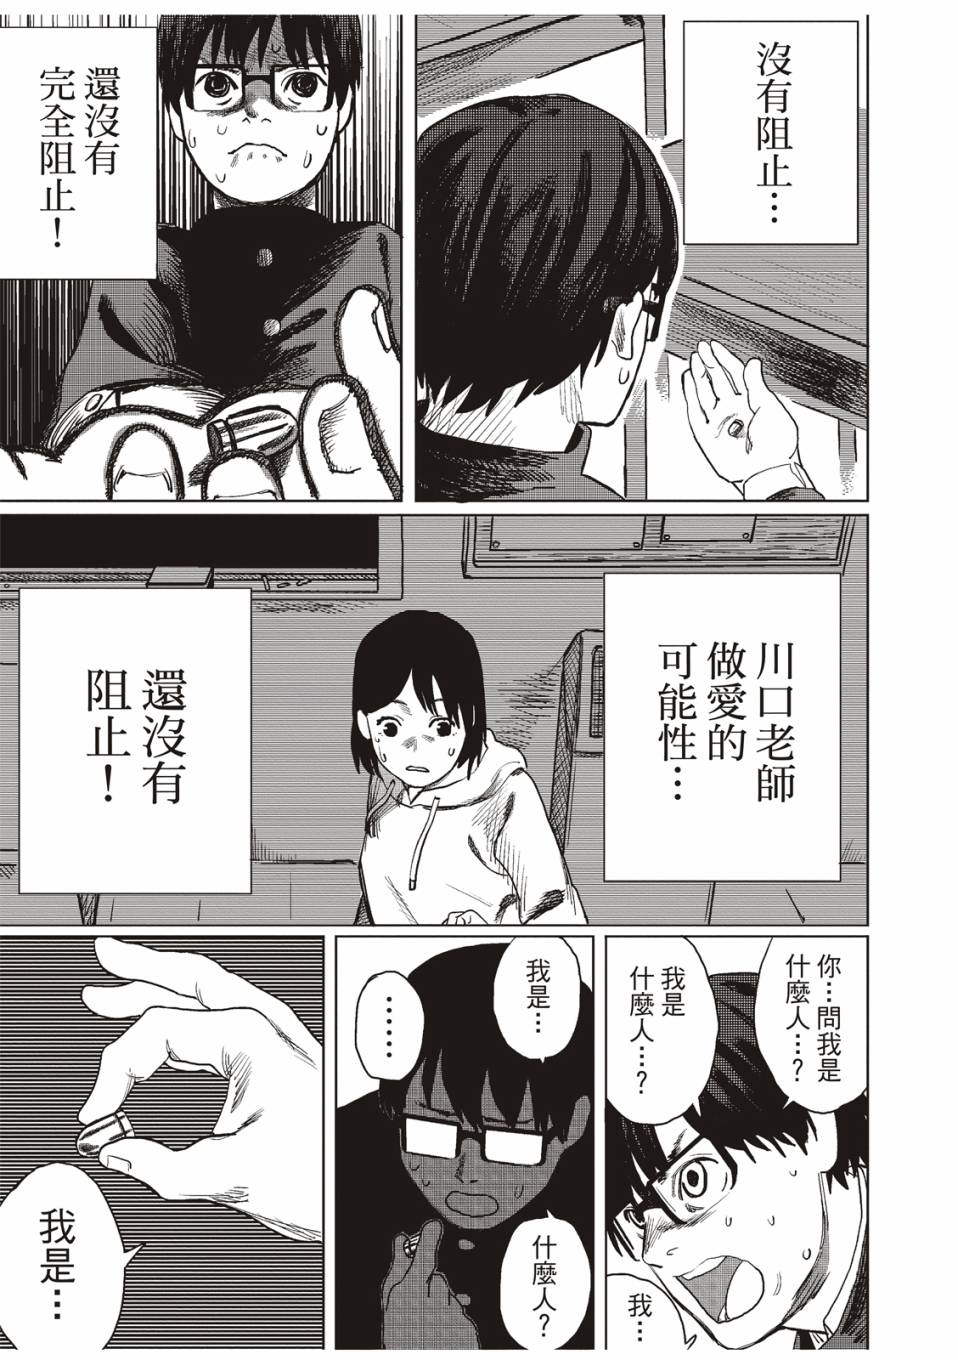 沒有阻止…
還沒有
完全阻止！
川口老師
做愛的
可能性…
還沒有
阻止！
你…問我是
什麼人…？
我是
什麼人…？
我…
我是…
……
什麼人？
我是…